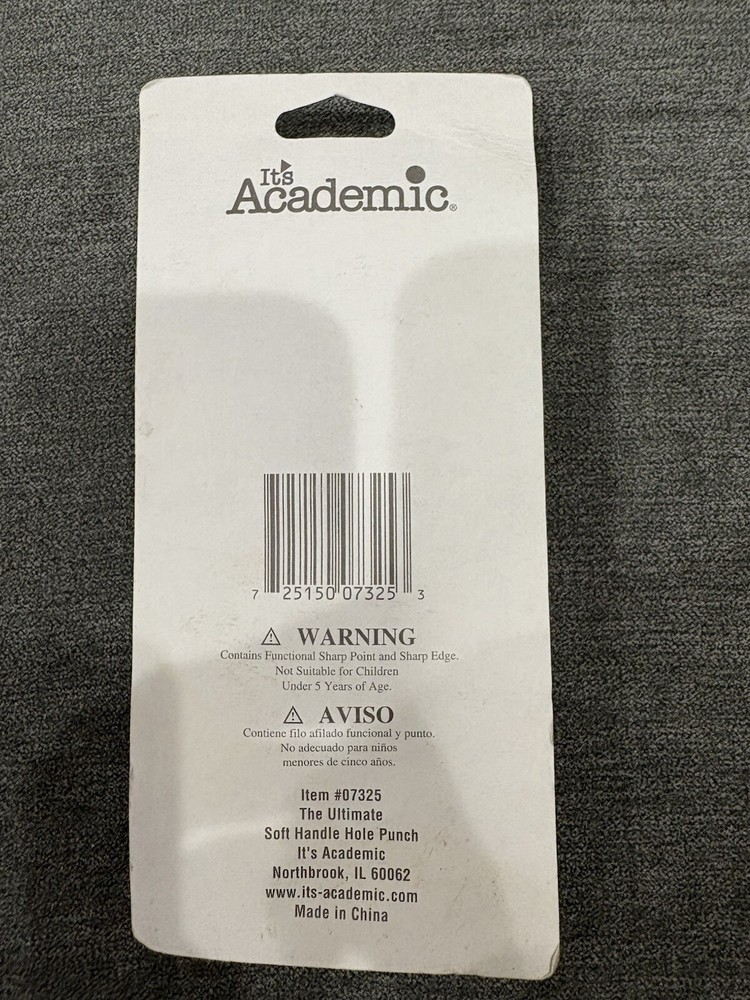 It's
Academic®
7 25150 07325 3
⚠ WARNING
Contains Functional Sharp Point and Sharp Edge.
Not Suitable for Children
Under 5 Years of Age.
⚠ AVISO
Contiene filo afilado funcional y punto.
No adecuado para niños
menores de cinco años.
Item #07325
The Ultimate
Soft Handle Hole Punch
It's Academic
Northbrook, IL 60062
www.its-academic.com
Made in China